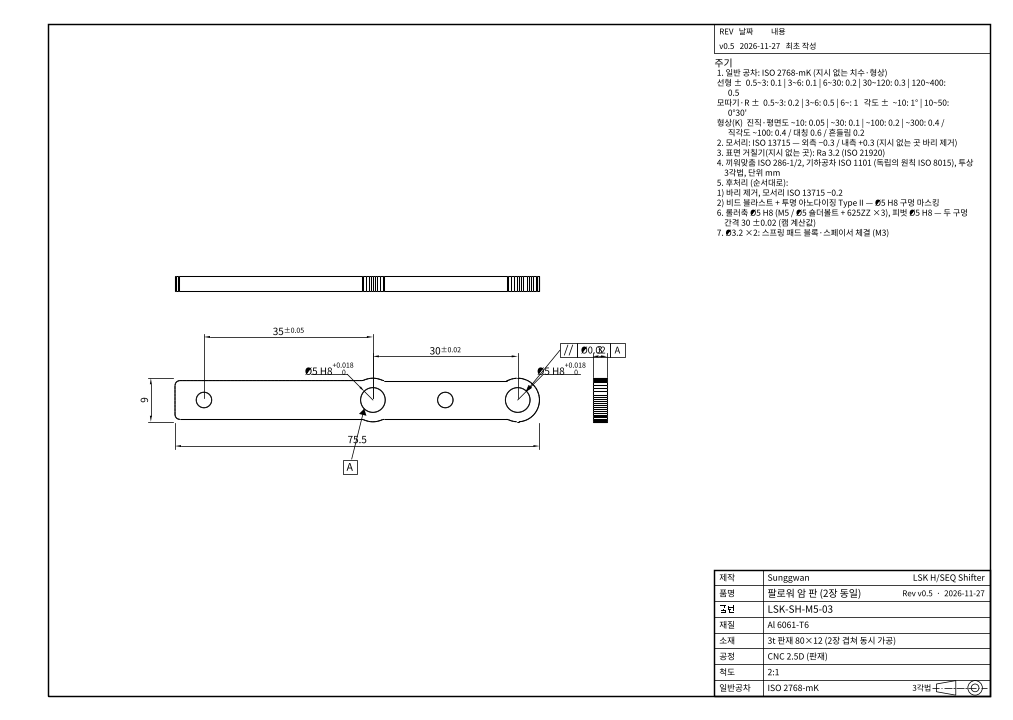 REV 날짜 내용
v0.5 2026-11-27 최초 작성
주기
1. 일반 공차: ISO 2768-mK (지시 없는 치수·형상)
선형 ± 0.5~3: 0.1 | 3~6: 0.1 | 6~30: 0.2 | 30~120: 0.3 | 120~400:
0.5
모따기·R ± 0.5~3: 0.2 | 3~6: 0.5 | 6~: 1 각도 ± ~10: 1° | 10~50:
0°30'
형상(K) 진직·평면도 ~10: 0.05 | ~30: 0.1 | ~100: 0.2 | ~300: 0.4 /
직각도 ~100: 0.4 / 대칭 0.6 / 흔들림 0.2
2. 모서리: ISO 13715 — 외측 −0.3 / 내측 +0.3 (지시 없는 곳 바리 제거)
3. 표면 거칠기(지시 없는 곳): Ra 3.2 (ISO 21920)
4. 끼워맞춤 ISO 286-1/2, 기하공차 ISO 1101 (독립의 원칙 ISO 8015), 투상
3각법, 단위 mm
5. 후처리 (순서대로):
1) 바리 제거, 모서리 ISO 13715 −0.2
2) 비드 블라스트 + 투명 아노다이징 Type II — Ø5 H8 구멍 마스킹
6. 롤러축 Ø5 H8 (M5 / Ø5 숄더볼트 + 625ZZ ×3), 피벗 Ø5 H8 — 두 구멍
간격 30 ±0.02 (캠 계산값)
7. Ø3.2 ×2: 스프링 패드 블록·스페이서 체결 (M3)
35±0.05
30±0.02
// Ø0.02 A
3
Ø5 H8 +0.018 0
Ø5 H8 +0.018 0
9
75.5
A
제작 Sunggwan LSK H/SEQ Shifter
품명 팔로워 암 판 (2장 동일) Rev v0.5 · 2026-11-27
품번 LSK-SH-M5-03
재질 Al 6061-T6
소재 3t 판재 80×12 (2장 겹쳐 동시 가공)
공정 CNC 2.5D (판재)
척도 2:1
일반공차 ISO 2768-mK 3각법